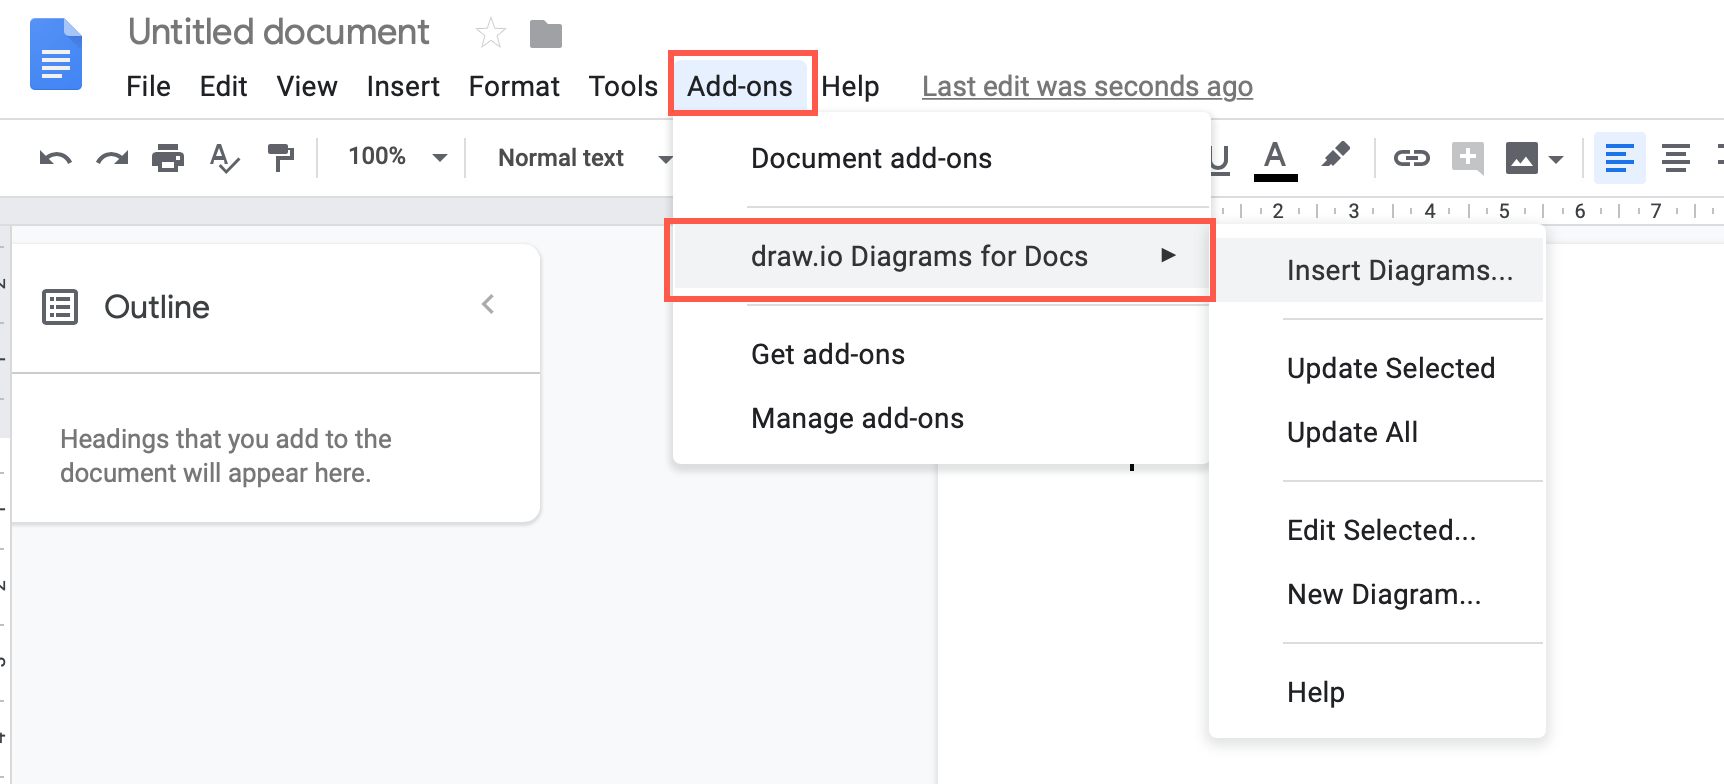 Untitled document
File Edit View Insert Format Tools Add-ons Help Last edit was seconds ago
100% Normal text
U A
2 3 4 5 6 7
Document add-ons
draw.io Diagrams for Docs
Get add-ons
Manage add-ons
Insert Diagrams...
Update Selected
Update All
Edit Selected...
New Diagram...
Help
Outline
Headings that you add to the
document will appear here.